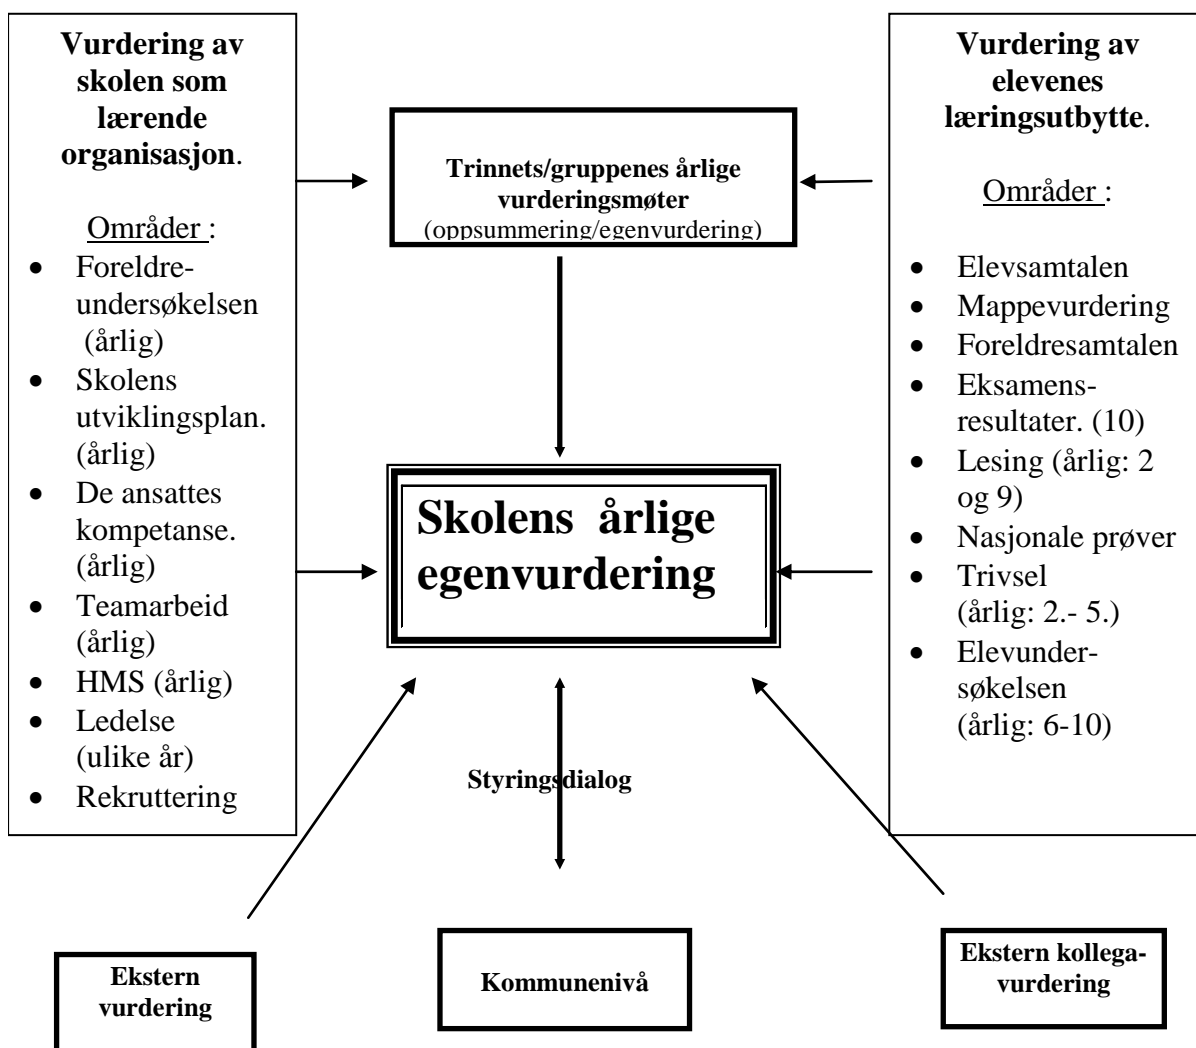 Vurdering av
skolen som
lærende
organisasjon.
Områder :
• Foreldre-
undersøkelsen
(årlig)
• Skolens
utviklingsplan.
(årlig)
• De ansattes
kompetanse.
(årlig)
• Teamarbeid
(årlig)
• HMS (årlig)
• Ledelse
(ulike år)
• Rekruttering
Trinnets/gruppenes årlige
vurderingsmøter
(oppsummering/egenvurdering)
Skolens årlige
egenvurdering
Styringsdialog
Vurdering av
elevenes
læringsutbytte.
Områder :
• Elevsamtalen
• Mappevurdering
• Foreldresamtalen
• Eksamens-
resultater. (10)
• Lesing (årlig: 2
og 9)
• Nasjonale prøver
• Trivsel
(årlig: 2.- 5.)
• Elevunder-
søkelsen
(årlig: 6-10)
Ekstern
vurdering
Kommunenivå
Ekstern kollega-
vurdering